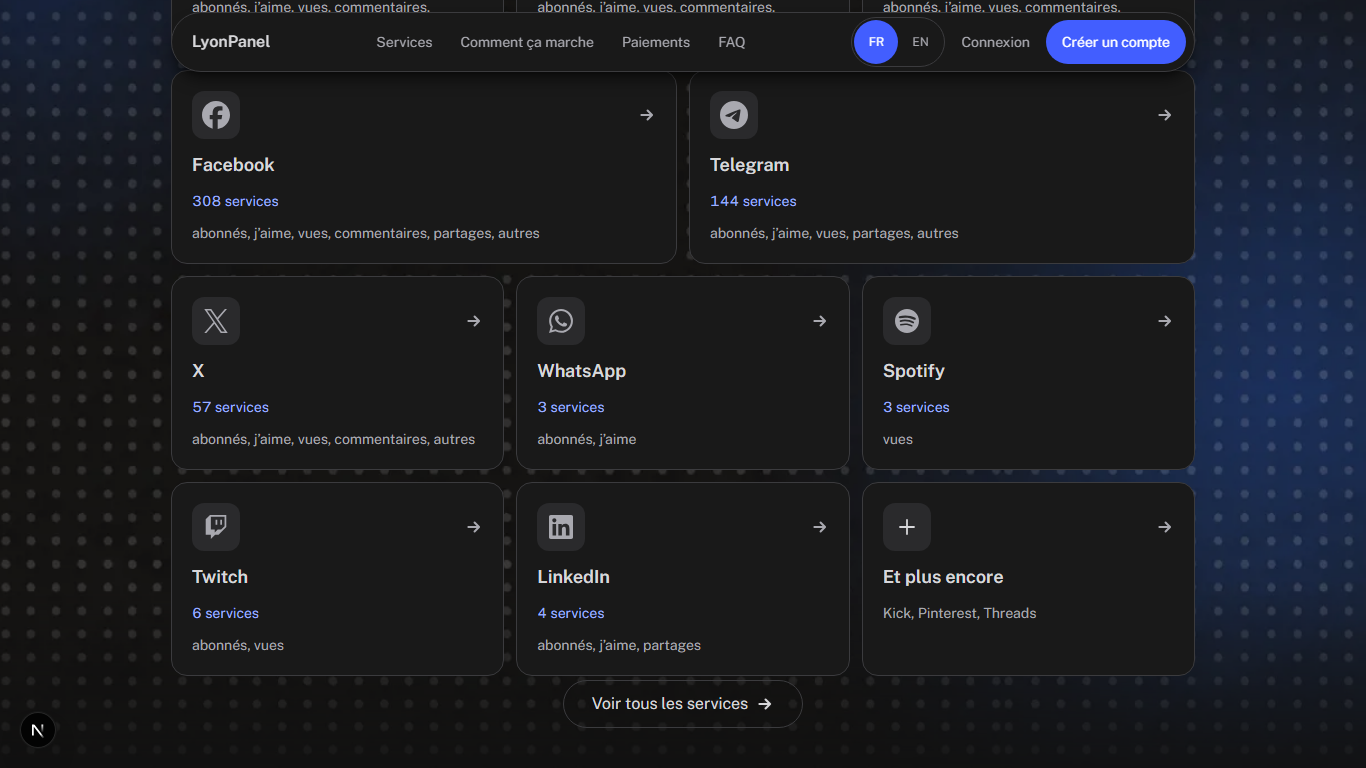 abonnés, j'aime, vues, commentaires,
abonnés, j'aime, vues, commentaires,
abonnés, j'aime, vues, commentaires,
LyonPanel
Services
Comment ça marche
Paiements
FAQ
FR
EN
Connexion
Créer un compte
Facebook
308 services
abonnés, j'aime, vues, commentaires, partages, autres
Telegram
144 services
abonnés, j'aime, vues, partages, autres
X
57 services
abonnés, j'aime, vues, commentaires, autres
WhatsApp
3 services
abonnés, j'aime
Spotify
3 services
vues
Twitch
6 services
abonnés, vues
LinkedIn
4 services
abonnés, j'aime, partages
Et plus encore
Kick, Pinterest, Threads
Voir tous les services
N